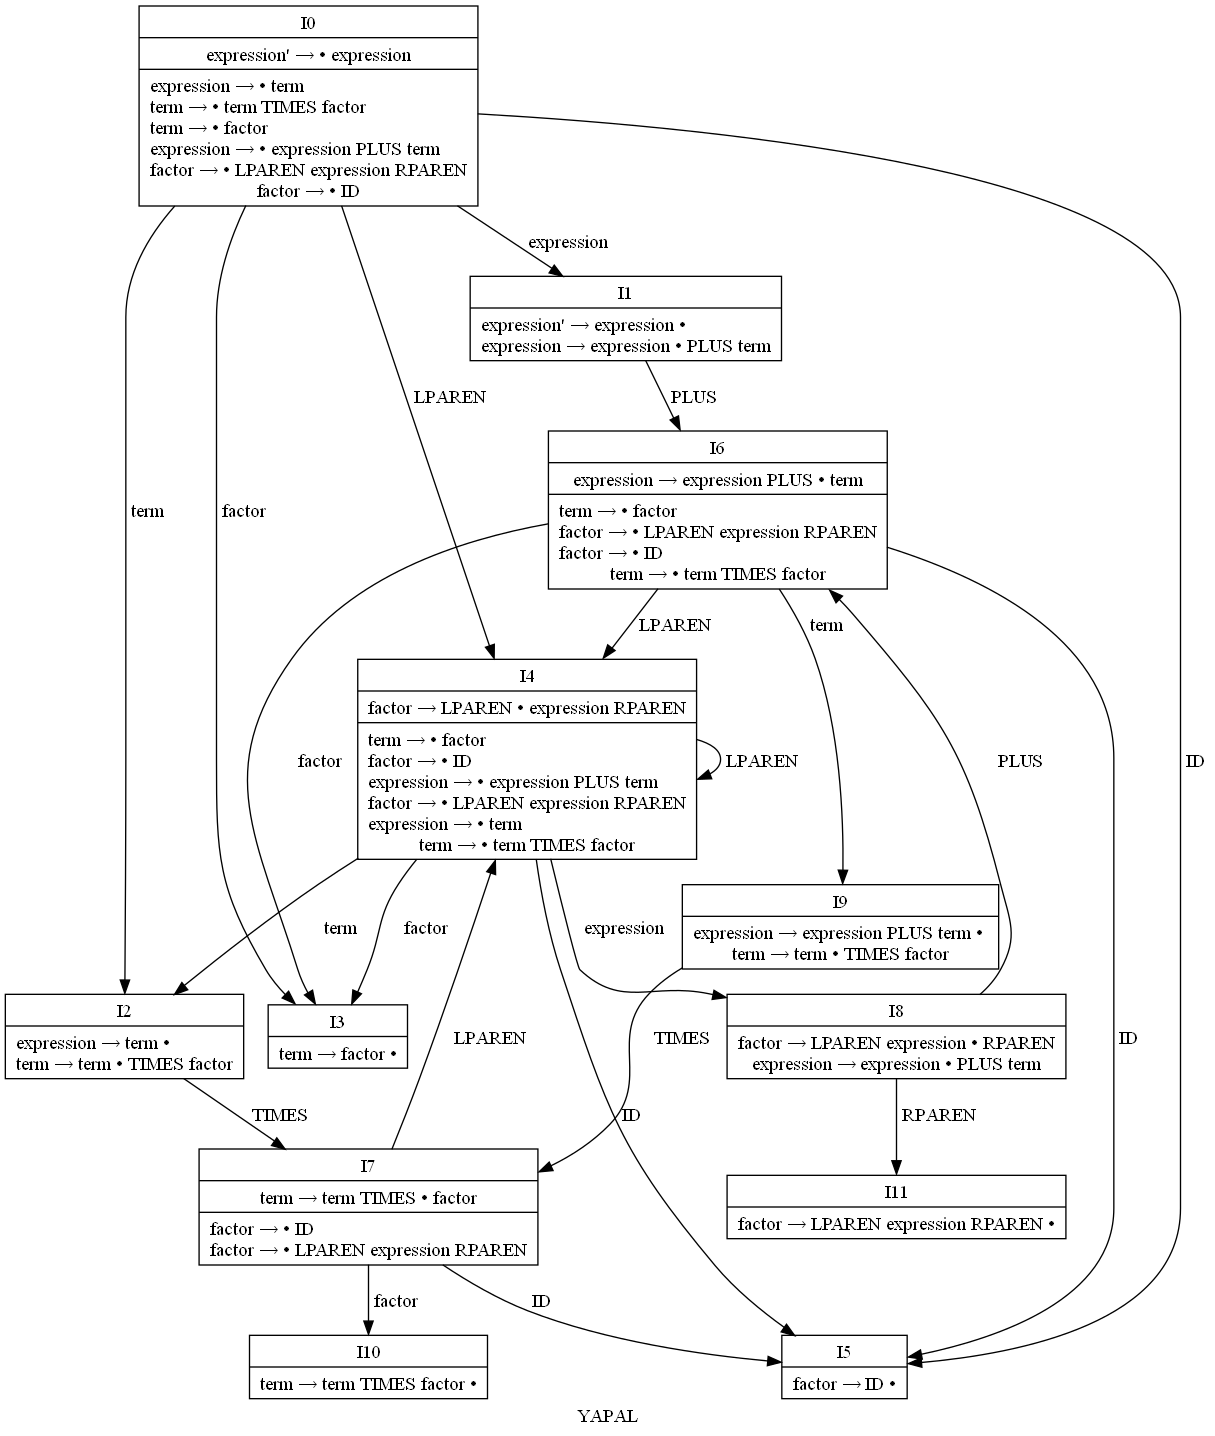 I0
expression' → • expression
expression → • term
term → • term TIMES factor
term → • factor
expression → • expression PLUS term
factor → • LPAREN expression RPAREN
factor → • ID
expression
I1
expression' → expression •
expression → expression • PLUS term
LPAREN
PLUS
I6
expression → expression PLUS • term
term → • factor
factor → • LPAREN expression RPAREN
factor → • ID
term → • term TIMES factor
term
factor
LPAREN
term
I4
factor → LPAREN • expression RPAREN
term → • factor
factor → • ID
expression → • expression PLUS term
factor → • LPAREN expression RPAREN
expression → • term
term → • term TIMES factor
factor
LPAREN
PLUS
ID
I9
expression → expression PLUS term •
term → term • TIMES factor
term
factor
expression
I2
expression → term •
term → term • TIMES factor
I3
term → factor •
LPAREN
TIMES
I8
factor → LPAREN expression • RPAREN
expression → expression • PLUS term
ID
TIMES
ID
RPAREN
I7
term → term TIMES • factor
factor → • ID
factor → • LPAREN expression RPAREN
I11
factor → LPAREN expression RPAREN •
factor
ID
I10
term → term TIMES factor •
I5
factor → ID •
YAPAL